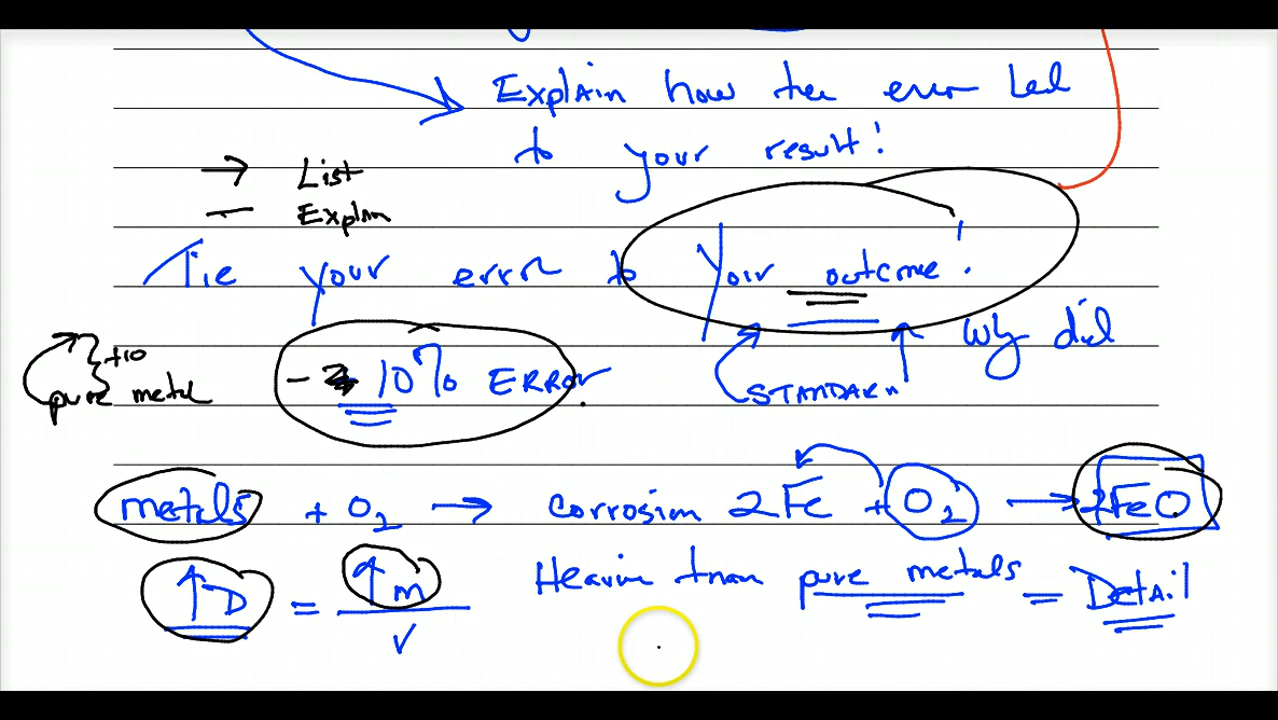 Explain how the error led
to your result!
→ List
— Explain
Tie your error to your outcome!
Why did
+10
pure metal
10% ERROR
STANDARD
metals + O2 → corrosion 2Fe + O2 → 2FeO
↑D = ↑m
V
Heavier than pure metals = Detail